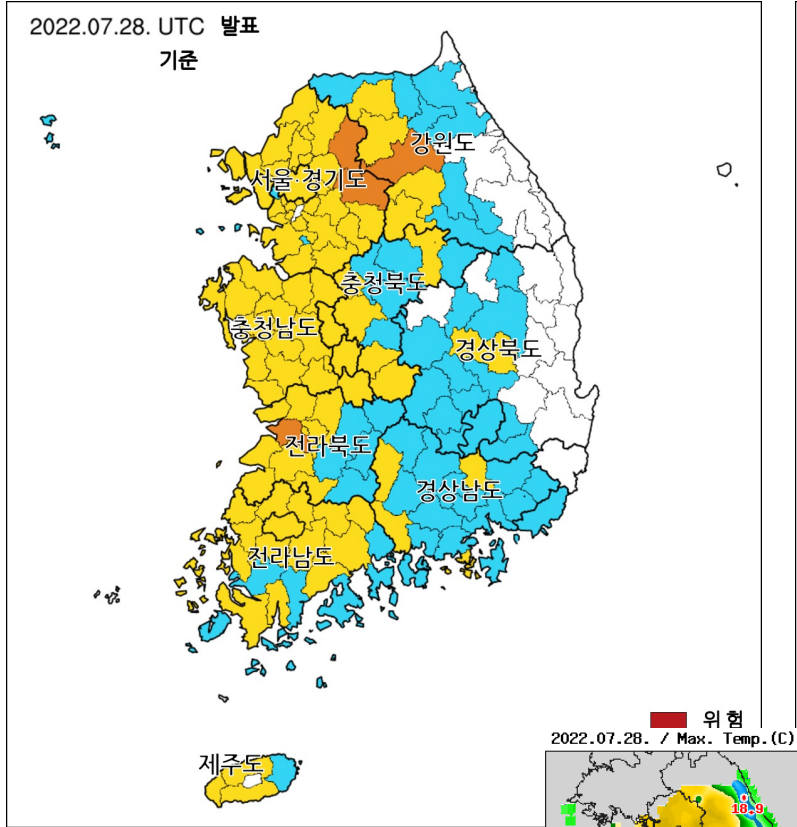 2022.07.28. UTC 발표
기준
강원도
서울·경기도
충청북도
충청남도
경상북도
전라북도
경상남도
전라남도
위험
제주도
2022.07.28. / Max. Temp.(C)
18.9